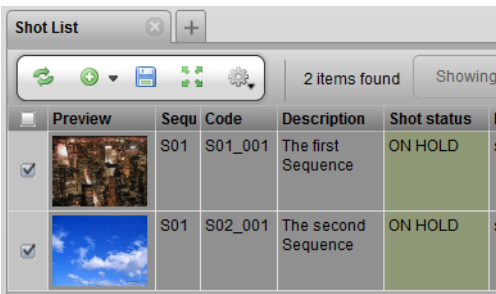 Shot List
2 items found Showing
Preview Sequ Code Description Shot status
S01 S01_001 The first Sequence ON HOLD
S01 S02_001 The second Sequence ON HOLD